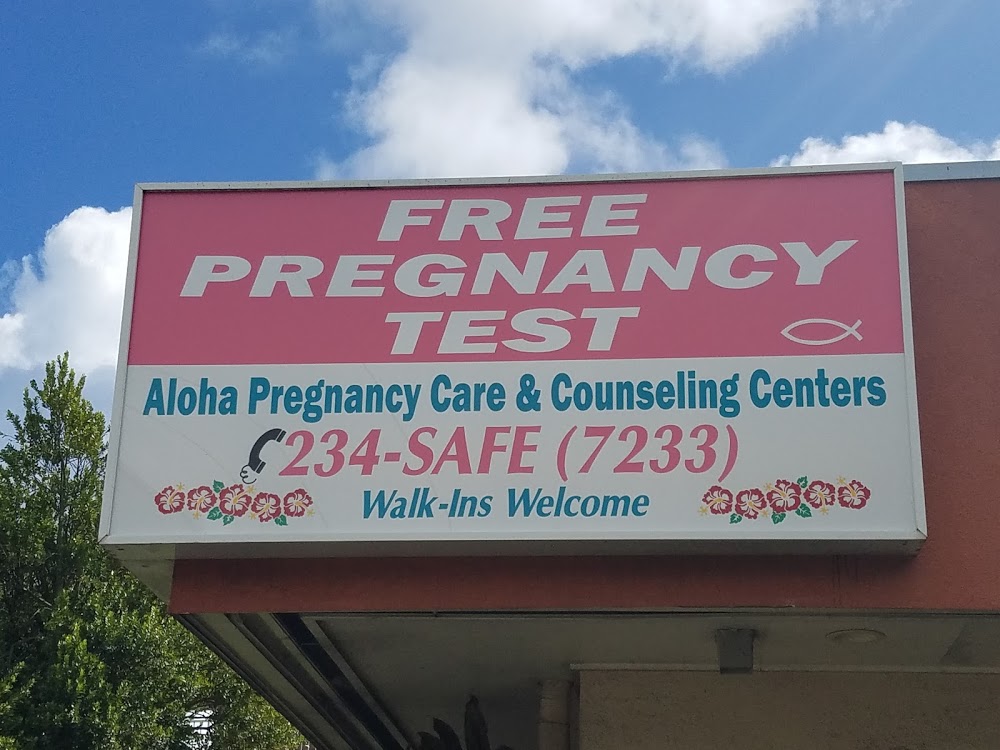 FREE
PREGNANCY
TEST
Aloha Pregnancy Care & Counseling Centers
234-SAFE (7233)
Walk-Ins Welcome